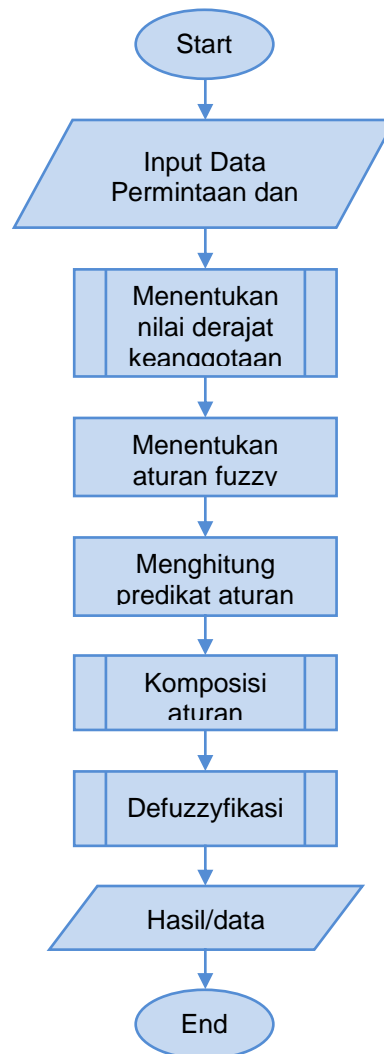 Start
Input Data
Permintaan dan
Menentukan
nilai derajat
keanggotaan
Menentukan
aturan fuzzy
Menghitung
predikat aturan
Komposisi
aturan
Defuzzyfikasi
Hasil/data
End